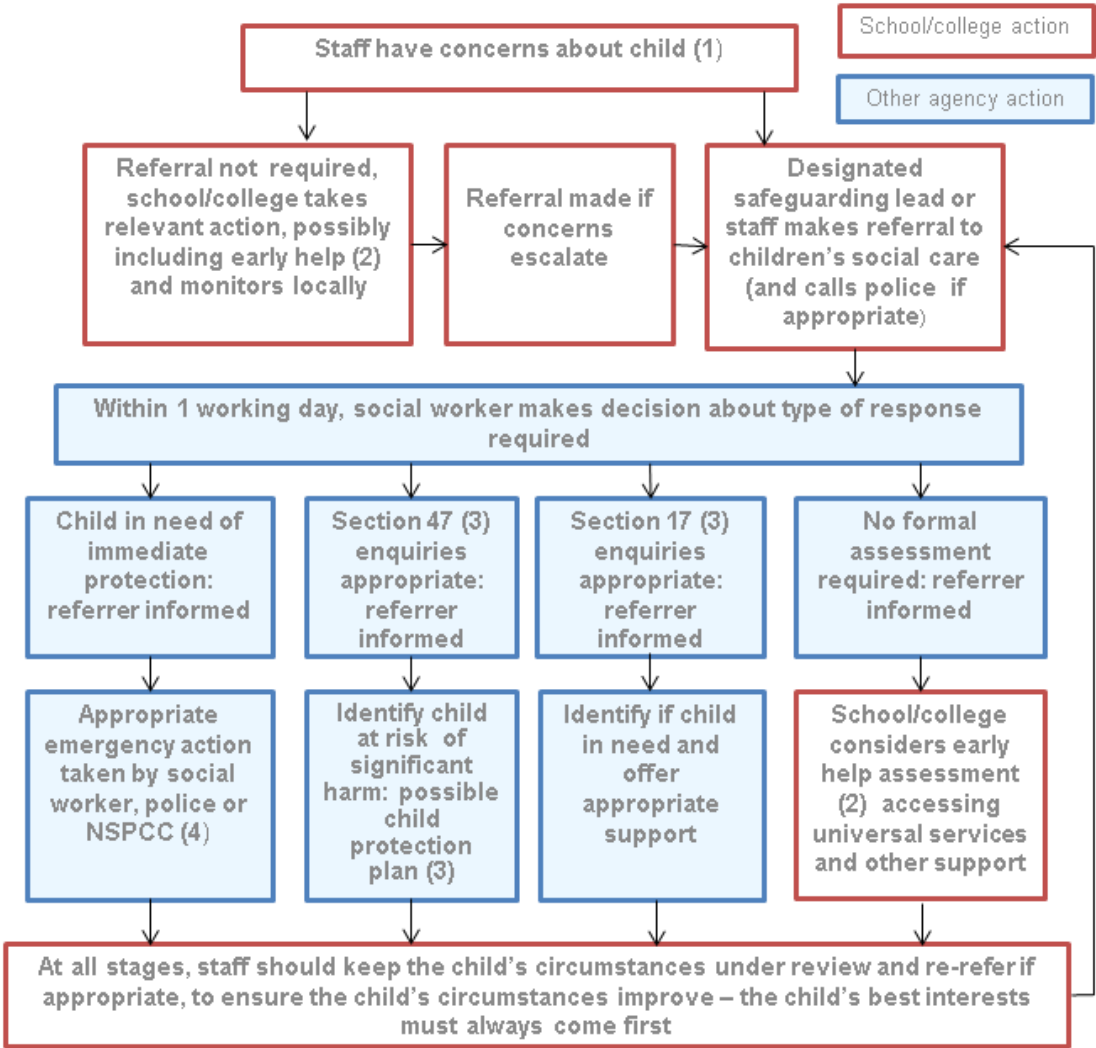 Staff have concerns about child (1)
School/college action
Other agency action
Referral not required,
school/college takes
relevant action, possibly
including early help (2)
and monitors locally
Referral made if
concerns
escalate
Designated
safeguarding lead or
staff makes referral to
children's social care
(and calls police if
appropriate)
Within 1 working day, social worker makes decision about type of response
required
Child in need of
immediate
protection:
referrer informed
Section 47 (3)
enquiries
appropriate:
referrer
informed
Section 17 (3)
enquiries
appropriate:
referrer
informed
No formal
assessment
required: referrer
informed
Appropriate
emergency action
taken by social
worker, police or
NSPCC (4)
Identify child
at risk of
significant
harm: possible
child
protection
plan (3)
Identify if child
in need and
offer
appropriate
support
School/college
considers early
help assessment
(2) accessing
universal services
and other support
At all stages, staff should keep the child's circumstances under review and re-refer if
appropriate, to ensure the child's circumstances improve – the child's best interests
must always come first